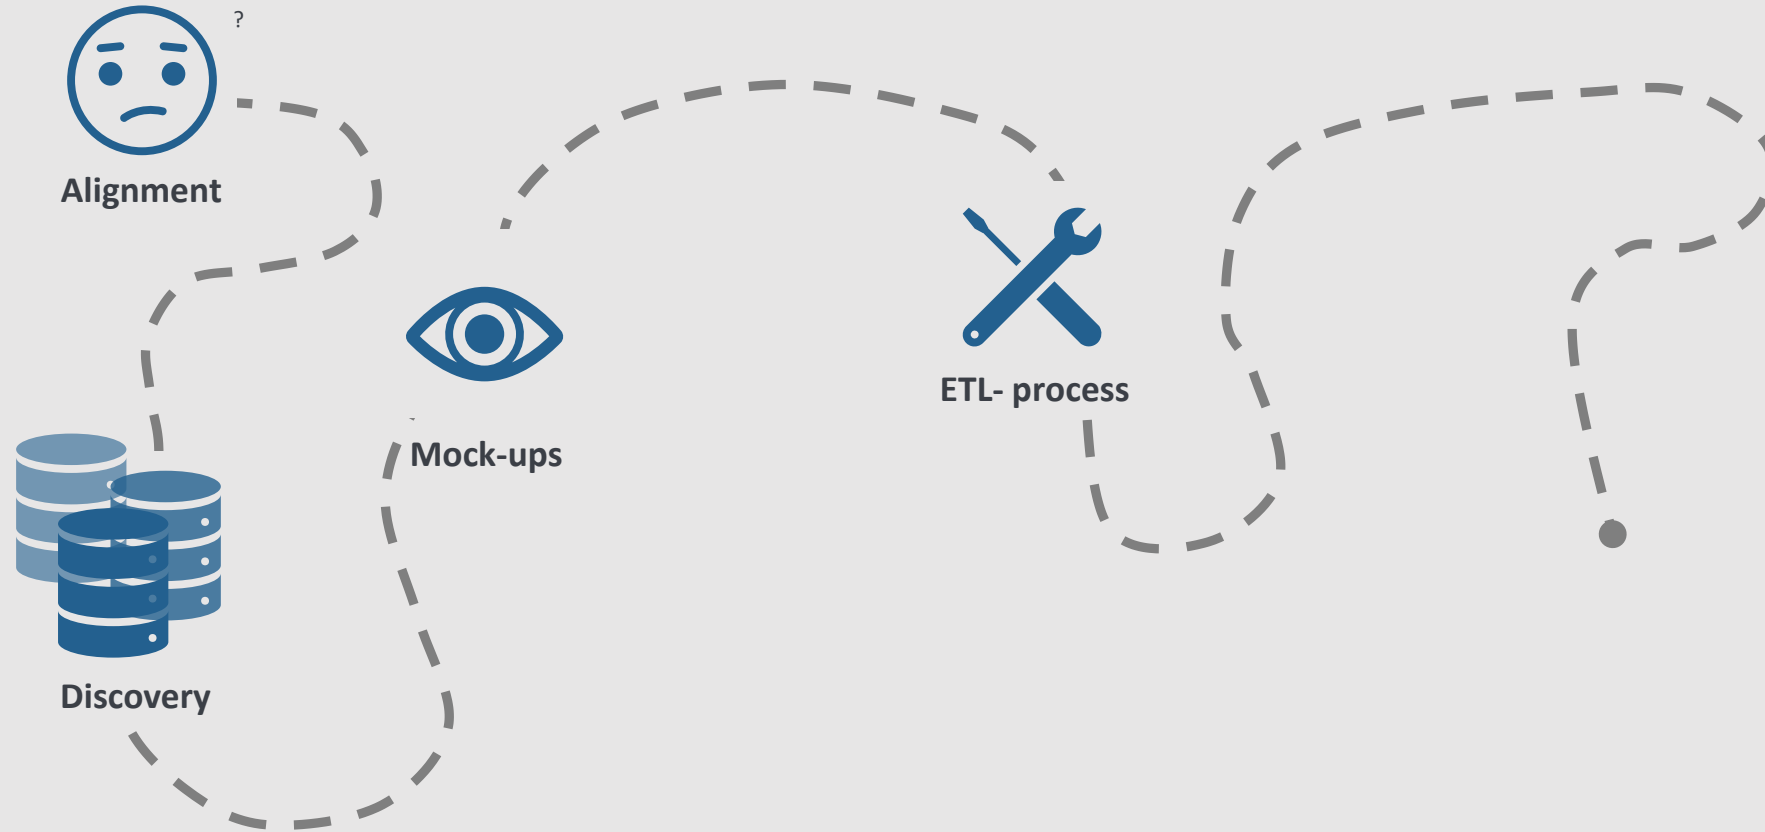 ?
Alignment
Discovery
Mock-ups
ETL- process